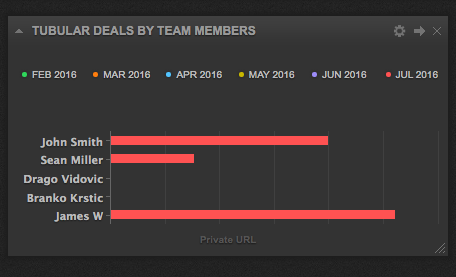 TUBULAR DEALS BY TEAM MEMBERS
FEB 2016 MAR 2016 APR 2016 MAY 2016 JUN 2016 JUL 2016
John Smith
Sean Miller
Drago Vidovic
Branko Krstic
James W
Private URL